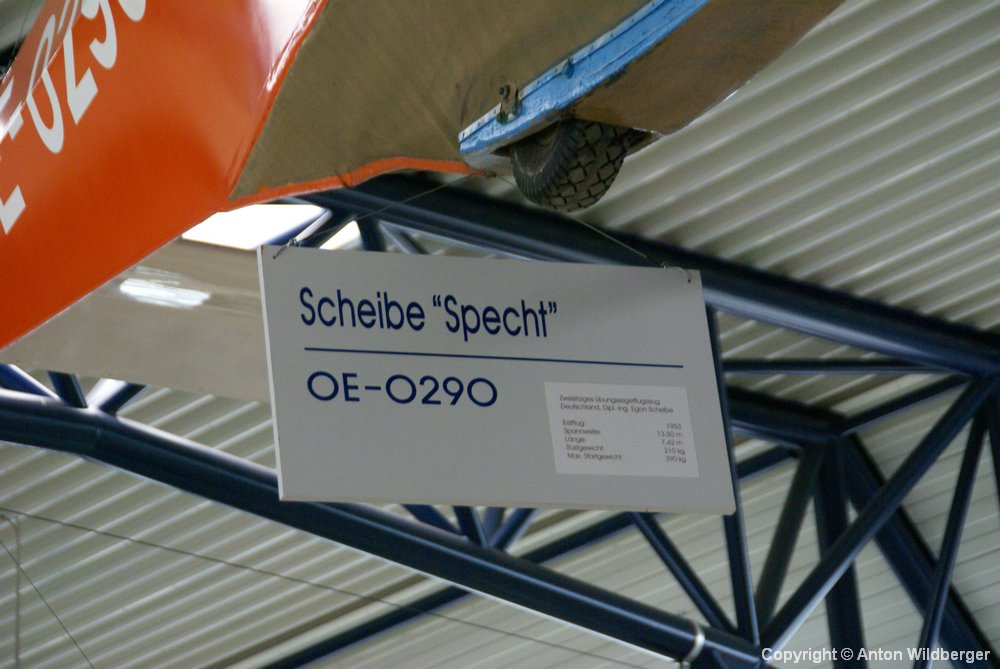 E-0290
Scheibe "Specht"
OE-0290
Zweisitziges Übungssegelflugzeug
Deutschland, Dipl. Ing. Egon Scheibe
Erstflug: 1953
Spannweite: 13,50 m
Länge: 7,42 m
Rüstgewicht: 210 kg
Max. Startgewicht: 390 kg
Copyright © Anton Wildberger